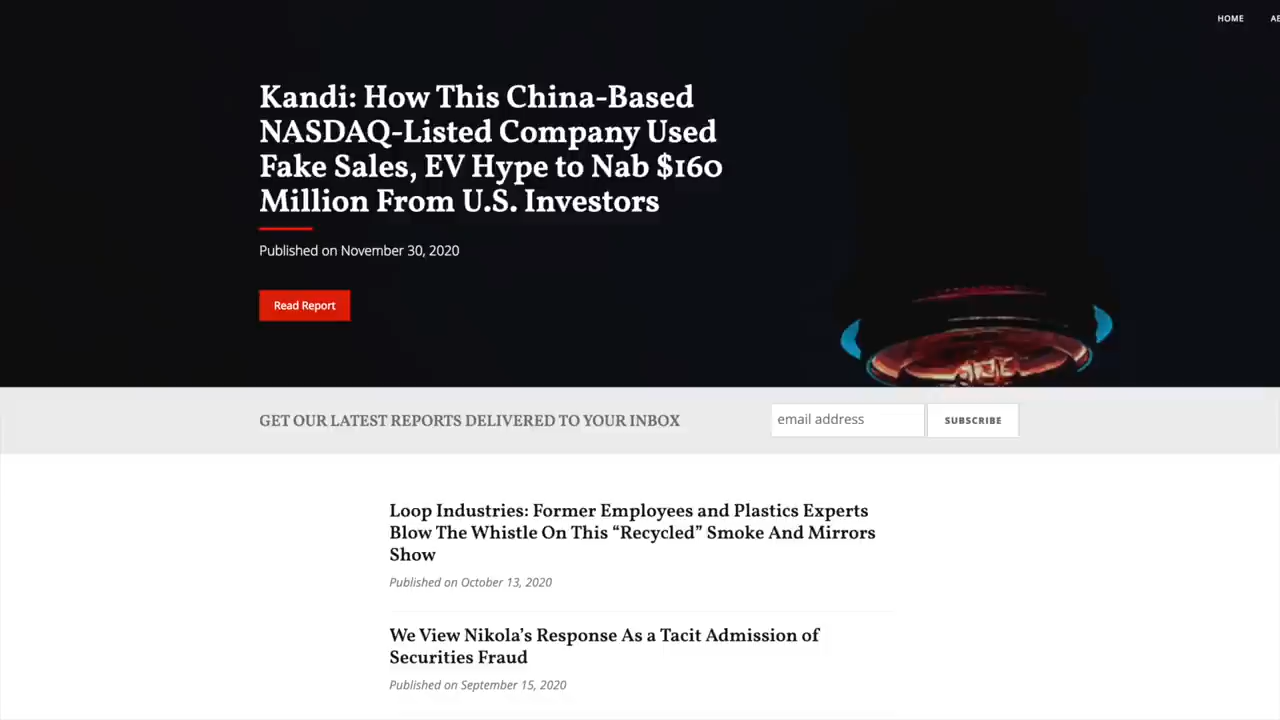 HOME
Kandi: How This China-Based
NASDAQ-Listed Company Used
Fake Sales, EV Hype to Nab $160
Million From U.S. Investors
Published on November 30, 2020
Read Report
GET OUR LATEST REPORTS DELIVERED TO YOUR INBOX
email address
SUBSCRIBE
Loop Industries: Former Employees and Plastics Experts
Blow The Whistle On This “Recycled” Smoke And Mirrors
Show
Published on October 13, 2020
We View Nikola’s Response As a Tacit Admission of
Securities Fraud
Published on September 15, 2020